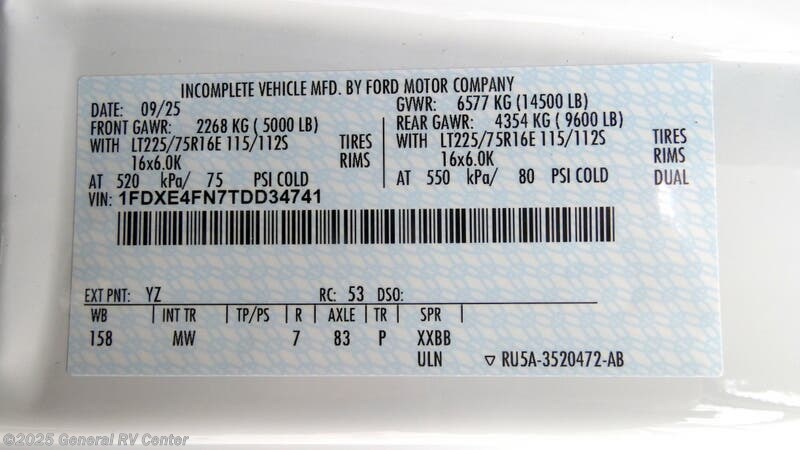 INCOMPLETE VEHICLE MFD. BY FORD MOTOR COMPANY
DATE: 09/25 GVWR: 6577 KG (14500 LB)
FRONT GAWR: 2268 KG ( 5000 LB) REAR GAWR: 4354 KG ( 9600 LB)
WITH LT225/75R16E 115/112S TIRES WITH LT225/75R16E 115/112S TIRES
16x6.0K RIMS 16x6.0K RIMS
AT 520 kPa/ 75 PSI COLD AT 550 kPa/ 80 PSI COLD DUAL
VIN: 1FDXE4FN7TDD34741
EXT PNT: YZ RC: 53 DSO:
WB | INT TR | TP/PS | R | AXLE | TR | SPR
158 MW 7 83 P XXBB
ULN ▽ RU5A-3520472-AB
©2025 General RV Center